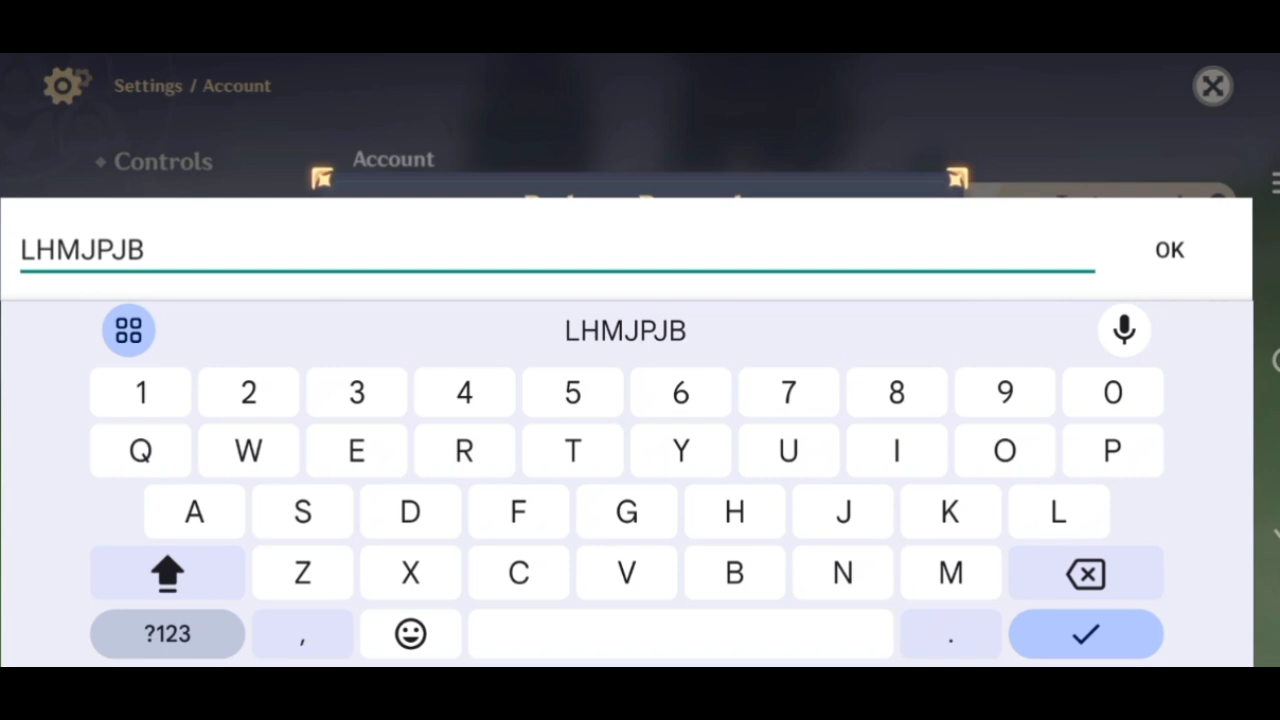 Settings / Account
Controls
Account
LHMJPJB
OK
LHMJPJB
1 2 3 4 5 6 7 8 9 0
Q W E R T Y U I O P
A S D F G H J K L
Z X C V B N M
?123 , .